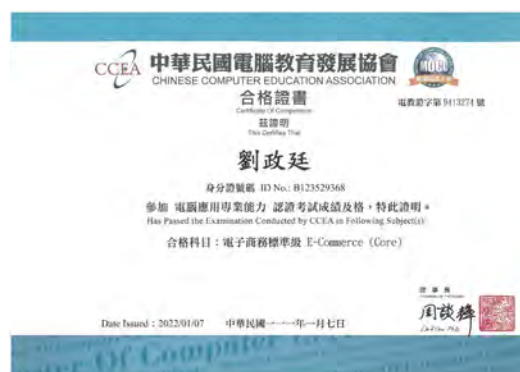 CCEA
中華民國電腦教育發展協會
CHINESE COMPUTER EDUCATION ASSOCIATION
MOCC
合格證書
Certificate Of Competence
茲證明
This Certifies That
電教證字第 9413274 號
劉政廷
身分證號碼 ID No.: B123529368
參加 電腦應用專業能力 認證考試成績及格，特此證明。
Has Passed the Examination Conducted by CCEA in Following Subject(s)
合格科目：電子商務標準級 E-Commerce (Core)
理事長
Date Issued : 2022/01/07
中華民國一一一年一月七日
Of Computer